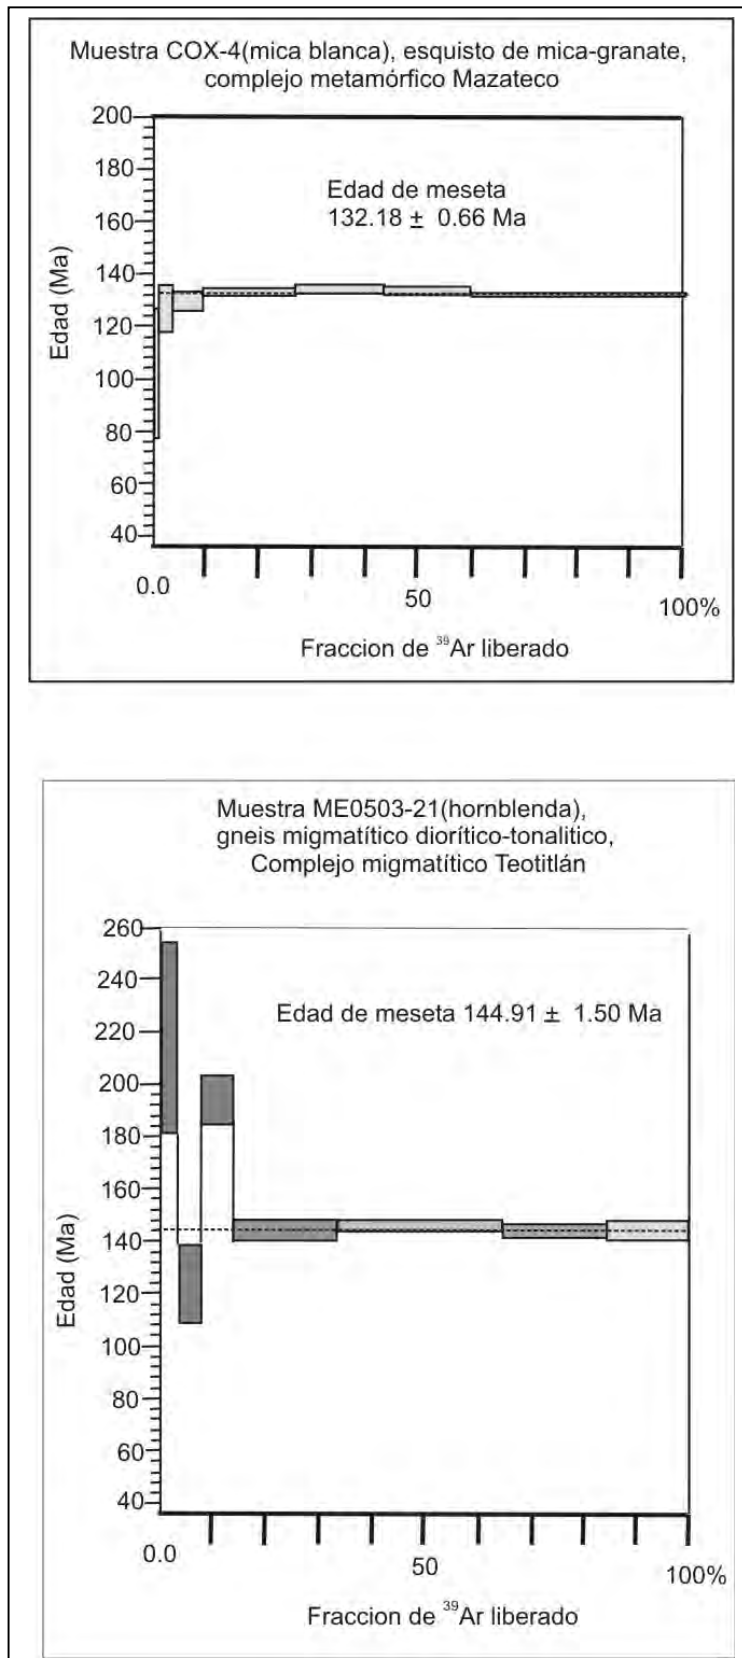 Muestra COX-4(mica blanca), esquisto de mica-granate,
complejo metamórfico Mazateco
200
180
160
140
120
100
80
60
40
Edad (Ma)
Edad de meseta
132.18 ± 0.66 Ma
0.0
50
100%
Fraccion de ³⁹Ar liberado
Muestra ME0503-21(hornblenda),
gneis migmatítico diorítico-tonalitico,
Complejo migmatítico Teotitlán
260
240
220
200
180
160
140
120
100
80
60
40
Edad (Ma)
Edad de meseta 144.91 ± 1.50 Ma
0.0
50
100%
Fraccion de ³⁹Ar liberado